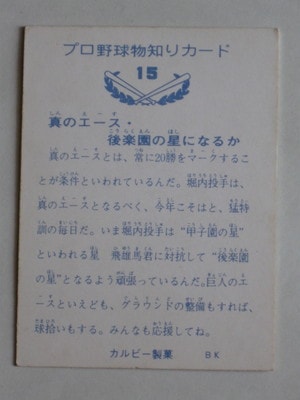 プロ野球物知りカード
15
真のエース・
後楽園の星になるか
真のエースとは、常に20勝をマークするこ
とが条件といわれているんだ。堀内投手は、
真のエースとなるべく、今年こそはと、猛特
訓の毎日だ。いま堀内投手は “甲子園の星”
といわれる星 飛雄馬君に対抗して “後楽園
の星”となるよう頑張っているんだ。巨人のエ
ースといえども、グラウンドの整備もすれば、
球拾いもする。みんなも応援してね。
カルビー製菓 BK